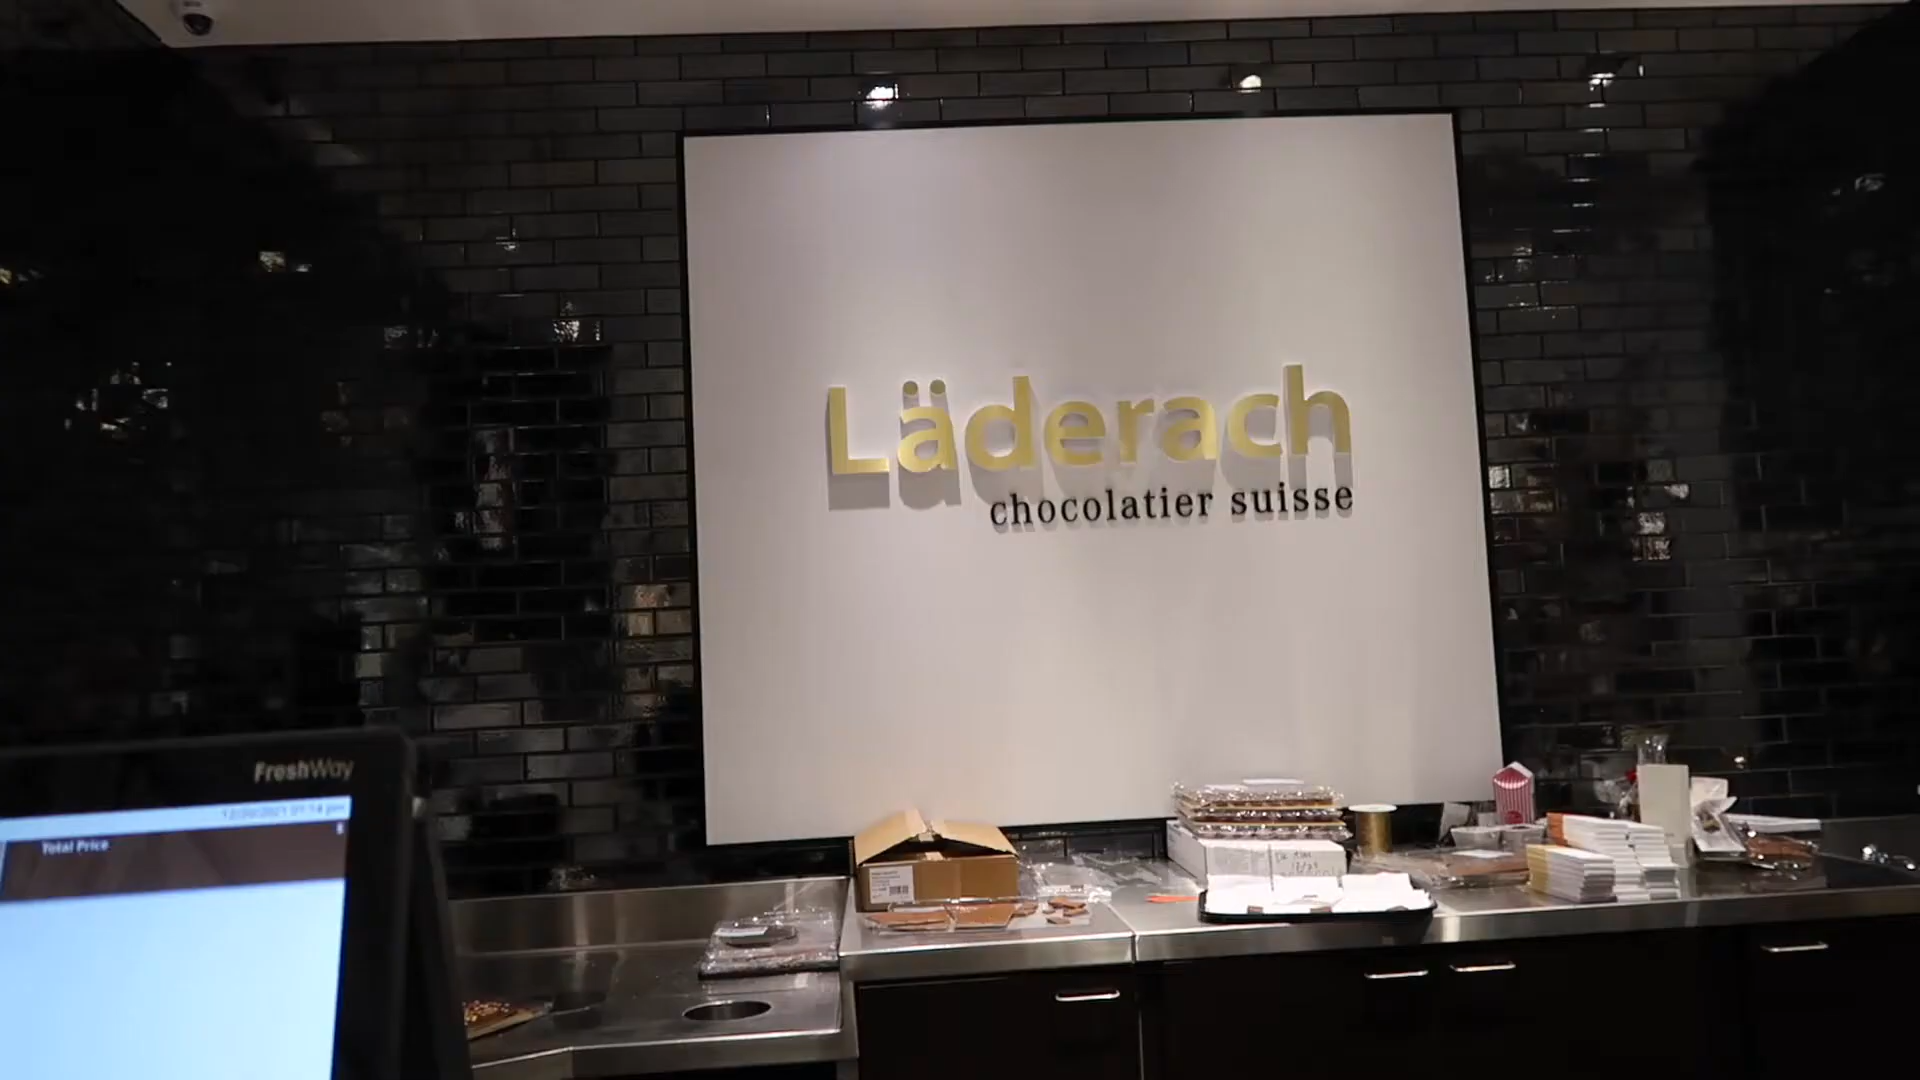 Läderach
chocolatier suisse
FreshWay
Total Price